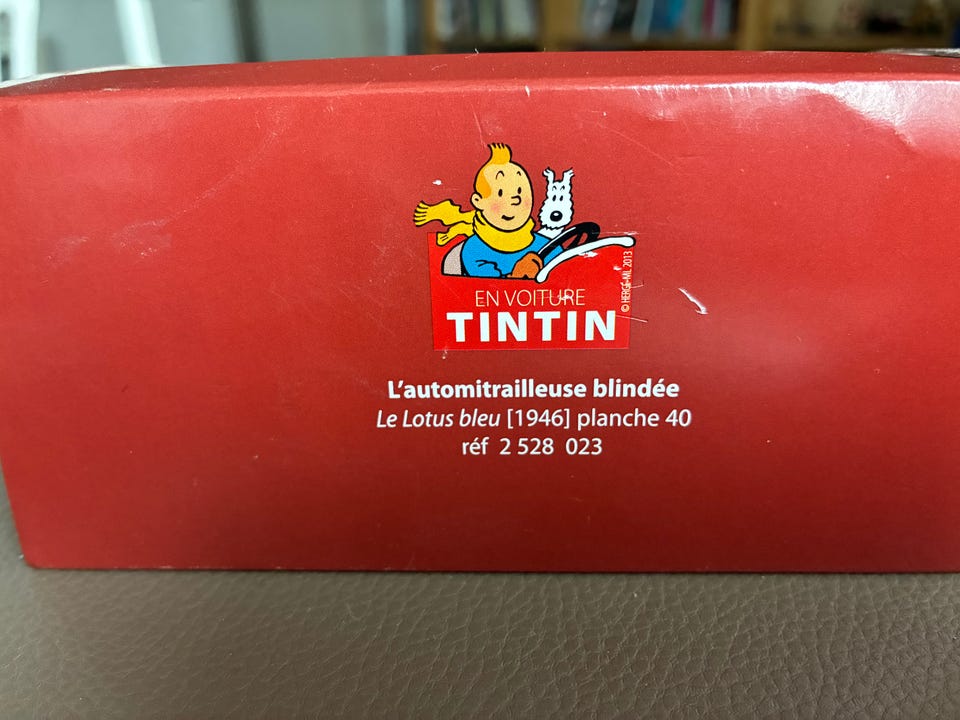 EN VOITURE
TINTIN
© HERGÉ-ML 2013
L'automitrailleuse blindée
Le Lotus bleu [1946] planche 40
réf 2 528 023